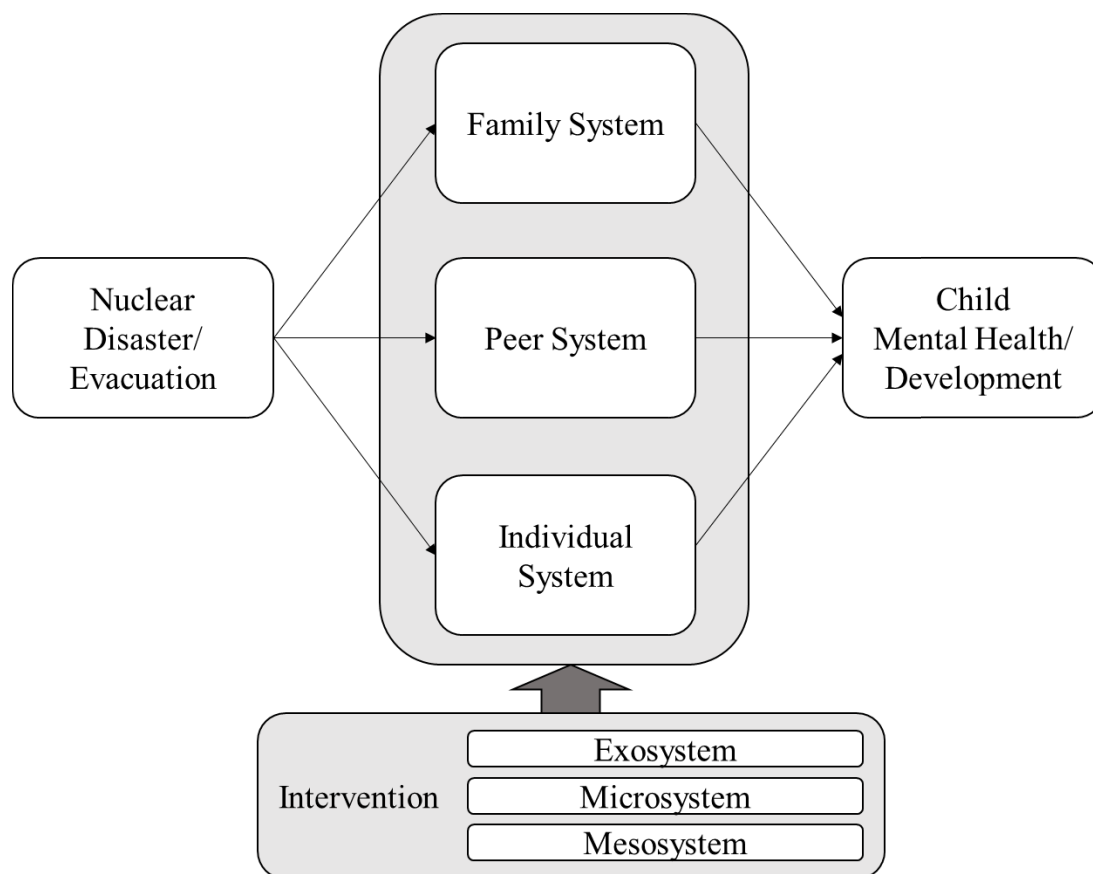 Family System
Nuclear
Disaster/
Evacuation
Peer System
Child
Mental Health/
Development
Individual
System
Intervention
Exosystem
Microsystem
Mesosystem